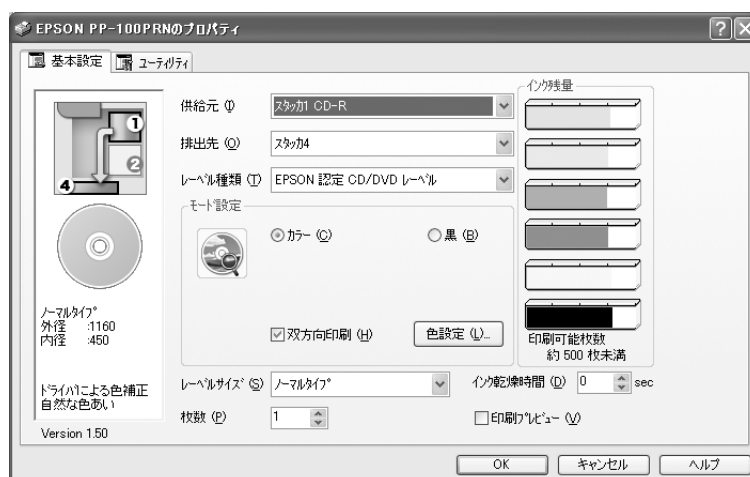 EPSON PP-100PRNのプロパティ
基本設定 ユーティリティ
供給元 (I) スタッカ1 CD-R
排出先 (O) スタッカ4
レーベル種類 (T) EPSON 認定 CD/DVD レーベル
モード設定
カラー (C) 黒 (B)
双方向印刷 (H) 色設定 (L)...
レーベルサイズ (S) ノーマルタイプ インク乾燥時間 (D) 0 sec
枚数 (P) 1 印刷プレビュー (V)
インク残量
印刷可能枚数
約 500 枚未満
1
2
4
ノーマルタイプ
外径 :1160
内径 :450
ドライバによる色補正
自然な色あい
Version 1.50
OK キャンセル ヘルプ